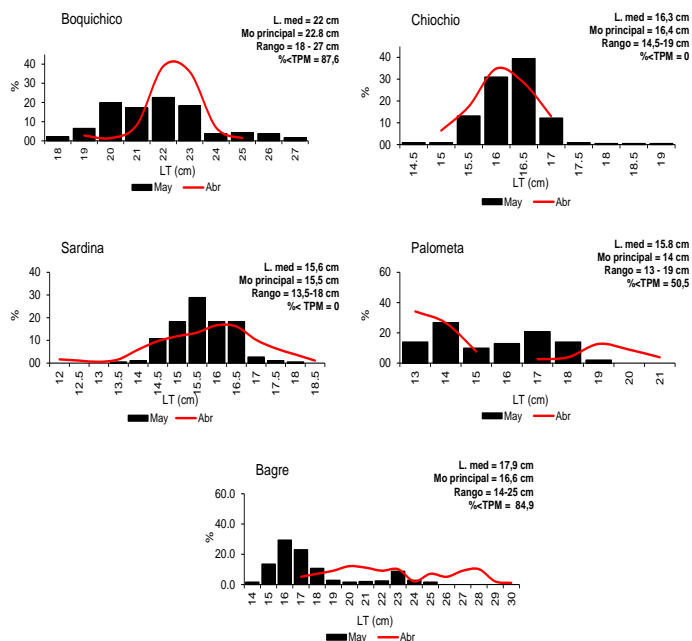 Boquichico
L. med = 22 cm
Mo principal = 22.8 cm
Rango = 18 - 27 cm
%<TPM = 87,6
%
40
30
20
10
00
18 19 20 21 22 23 24 25 26 27
LT (cm)
May Abr
Chiochio
L. med = 16,3 cm
Mo principal = 16,4 cm
Rango = 14,5-19 cm
%<TPM = 0
%
40
30
20
10
00
14.5 15 15.5 16 16.5 17 17.5 18 18.5 19
LT (cm)
May Abr
Sardina
L. med = 15,6 cm
Mo principal = 15,5 cm
Rango = 13,5-18 cm
%< TPM = 0
%
40
30
20
10
00
12 12.5 13 13.5 14 14.5 15 15.5 16 16.5 17 17.5 18 18.5
LT (cm)
May Abr
Palometa
L. med = 15.8 cm
Mo principal = 14 cm
Rango = 13 - 19 cm
%<TPM = 50,5
%
60
40
20
00
13 14 15 16 17 18 19 20 21
LT (cm)
May Abr
Bagre
L. med = 17,9 cm
Mo principal = 16,6 cm
Rango = 14-25 cm
%<TPM = 84,9
%
60.0
40.0
20.0
0.0
14 15 16 17 18 19 20 21 22 23 24 25 26 27 28 29 30
LT (cm)
May Abr